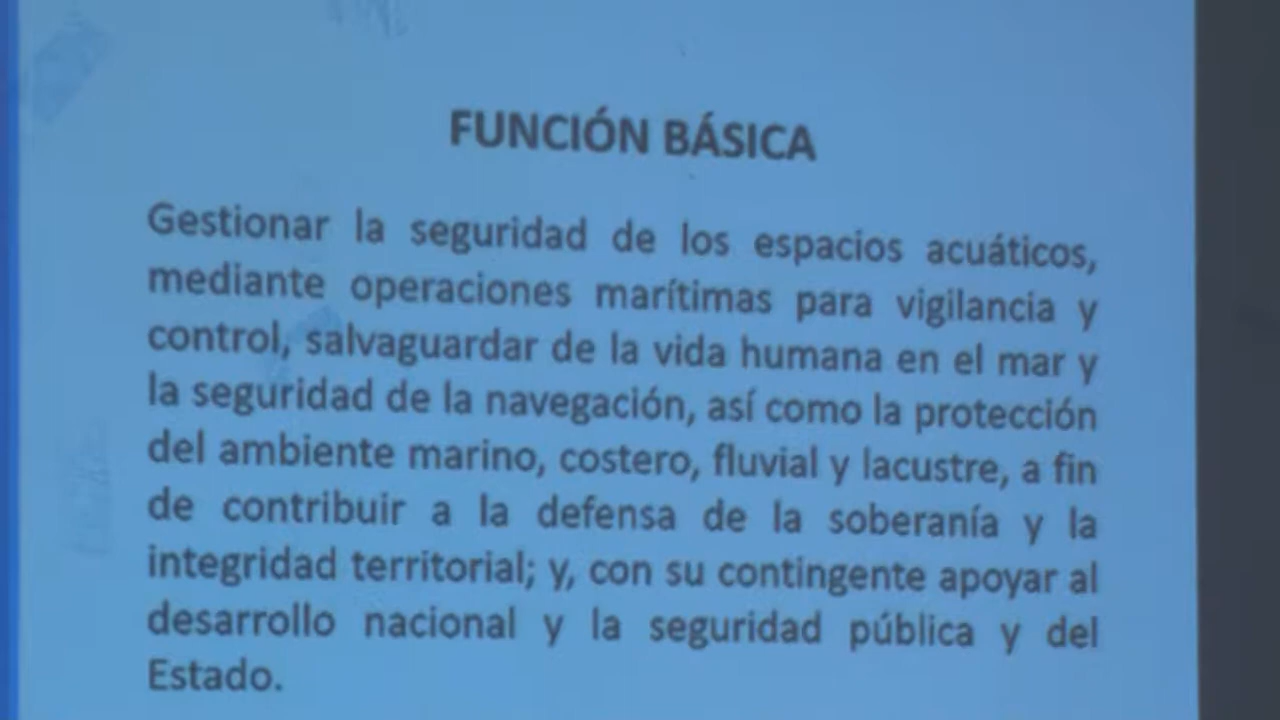 FUNCIÓN BÁSICA
Gestionar la seguridad de los espacios acuáticos,
mediante operaciones marítimas para vigilancia y
control, salvaguardar de la vida humana en el mar y
la seguridad de la navegación, así como la protección
del ambiente marino, costero, fluvial y lacustre, a fin
de contribuir a la defensa de la soberanía y la
integridad territorial; y, con su contingente apoyar al
desarrollo nacional y la seguridad pública y del
Estado.